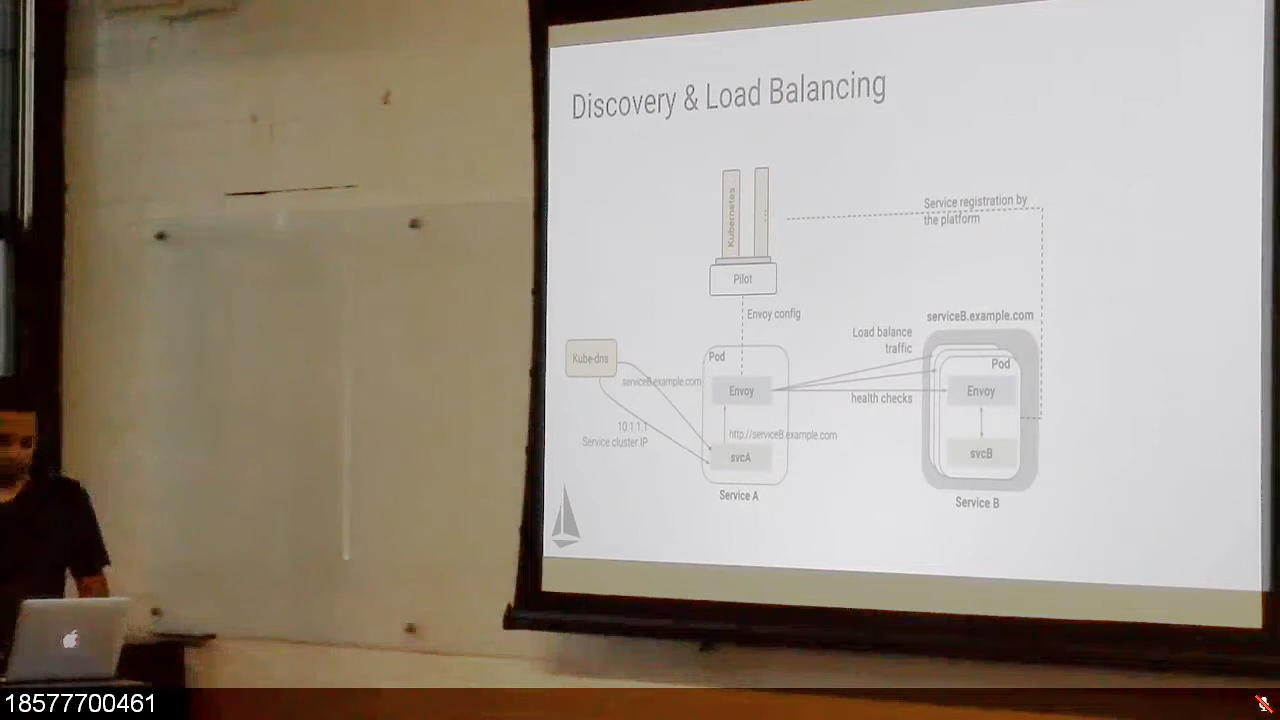 Discovery & Load Balancing
Kubernetes
...
Pilot
Service registration by
the platform
Envoy config
serviceB.example.com
Load balance
traffic
Pod
Pod
Kube-dns
serviceB.example.com
Envoy
Envoy
health checks
10.1.1.1
Service cluster IP
http://serviceB.example.com
svcA
svcB
Service A
Service B
18577700461